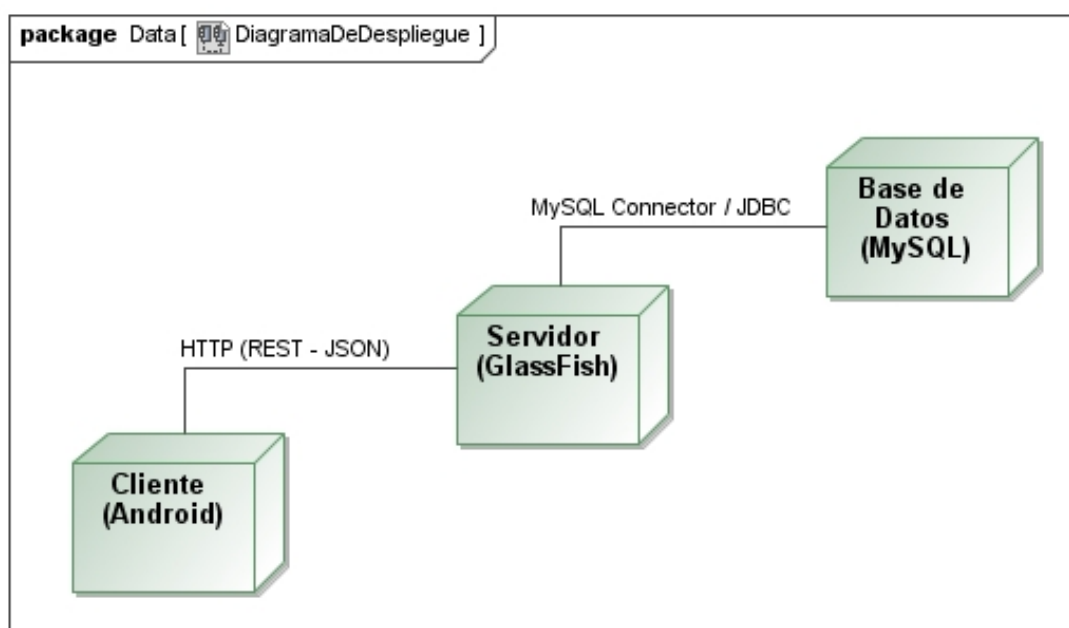 package Data [ DiagramaDeDespliegue ]
Base de
Datos
(MySQL)
MySQL Connector / JDBC
Servidor
(GlassFish)
HTTP (REST - JSON)
Cliente
(Android)